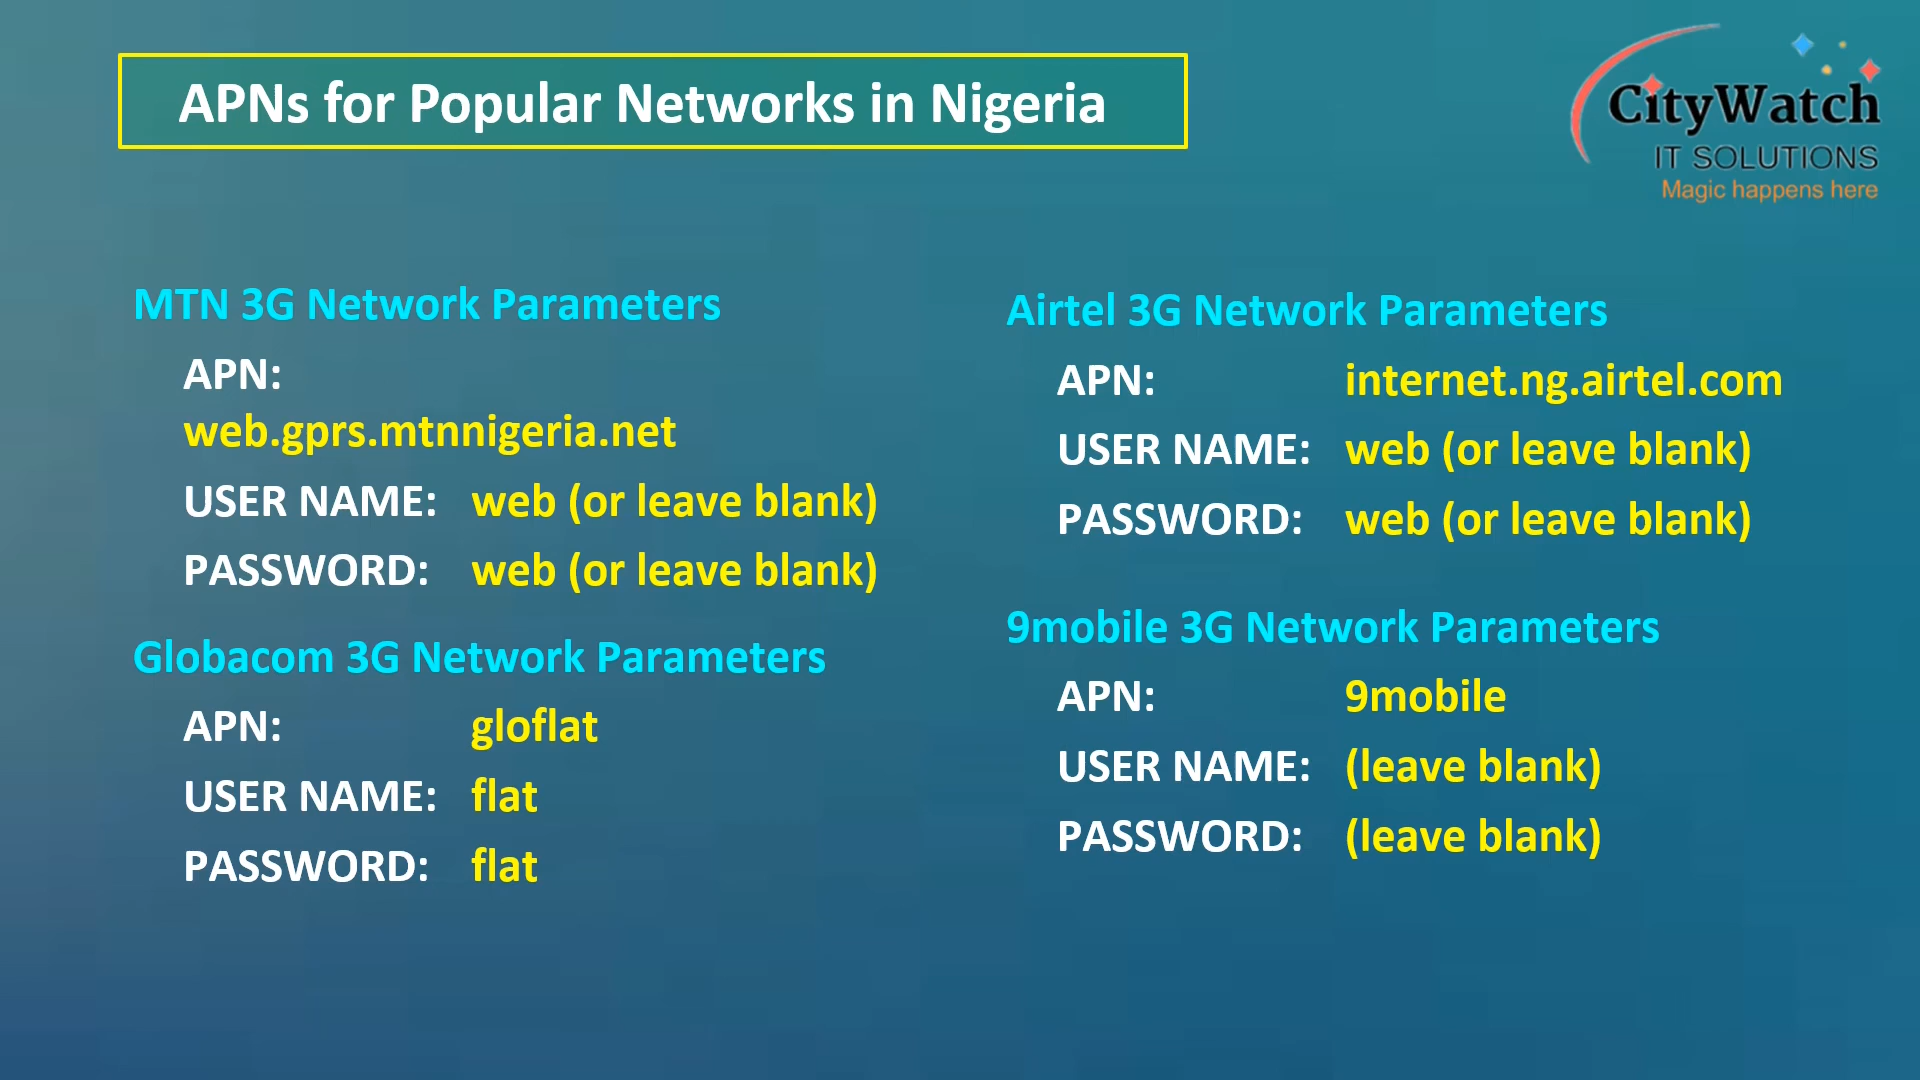 APNs for Popular Networks in Nigeria
CityWatch
IT SOLUTIONS
Magic happens here
MTN 3G Network Parameters
APN:
web.gprs.mtnnigeria.net
USER NAME: web (or leave blank)
PASSWORD: web (or leave blank)
Globacom 3G Network Parameters
APN: gloflat
USER NAME: flat
PASSWORD: flat
Airtel 3G Network Parameters
APN: internet.ng.airtel.com
USER NAME: web (or leave blank)
PASSWORD: web (or leave blank)
9mobile 3G Network Parameters
APN: 9mobile
USER NAME: (leave blank)
PASSWORD: (leave blank)